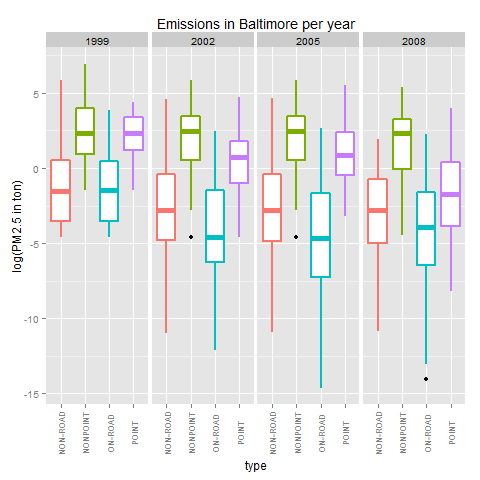 Emissions in Baltimore per year
1999 2002 2005 2008
log(PM2.5 in ton)
5
0
-5
-10
-15
NON-ROAD NONPOINT ON-ROAD POINT NON-ROAD NONPOINT ON-ROAD POINT NON-ROAD NONPOINT ON-ROAD POINT NON-ROAD NONPOINT ON-ROAD POINT
type